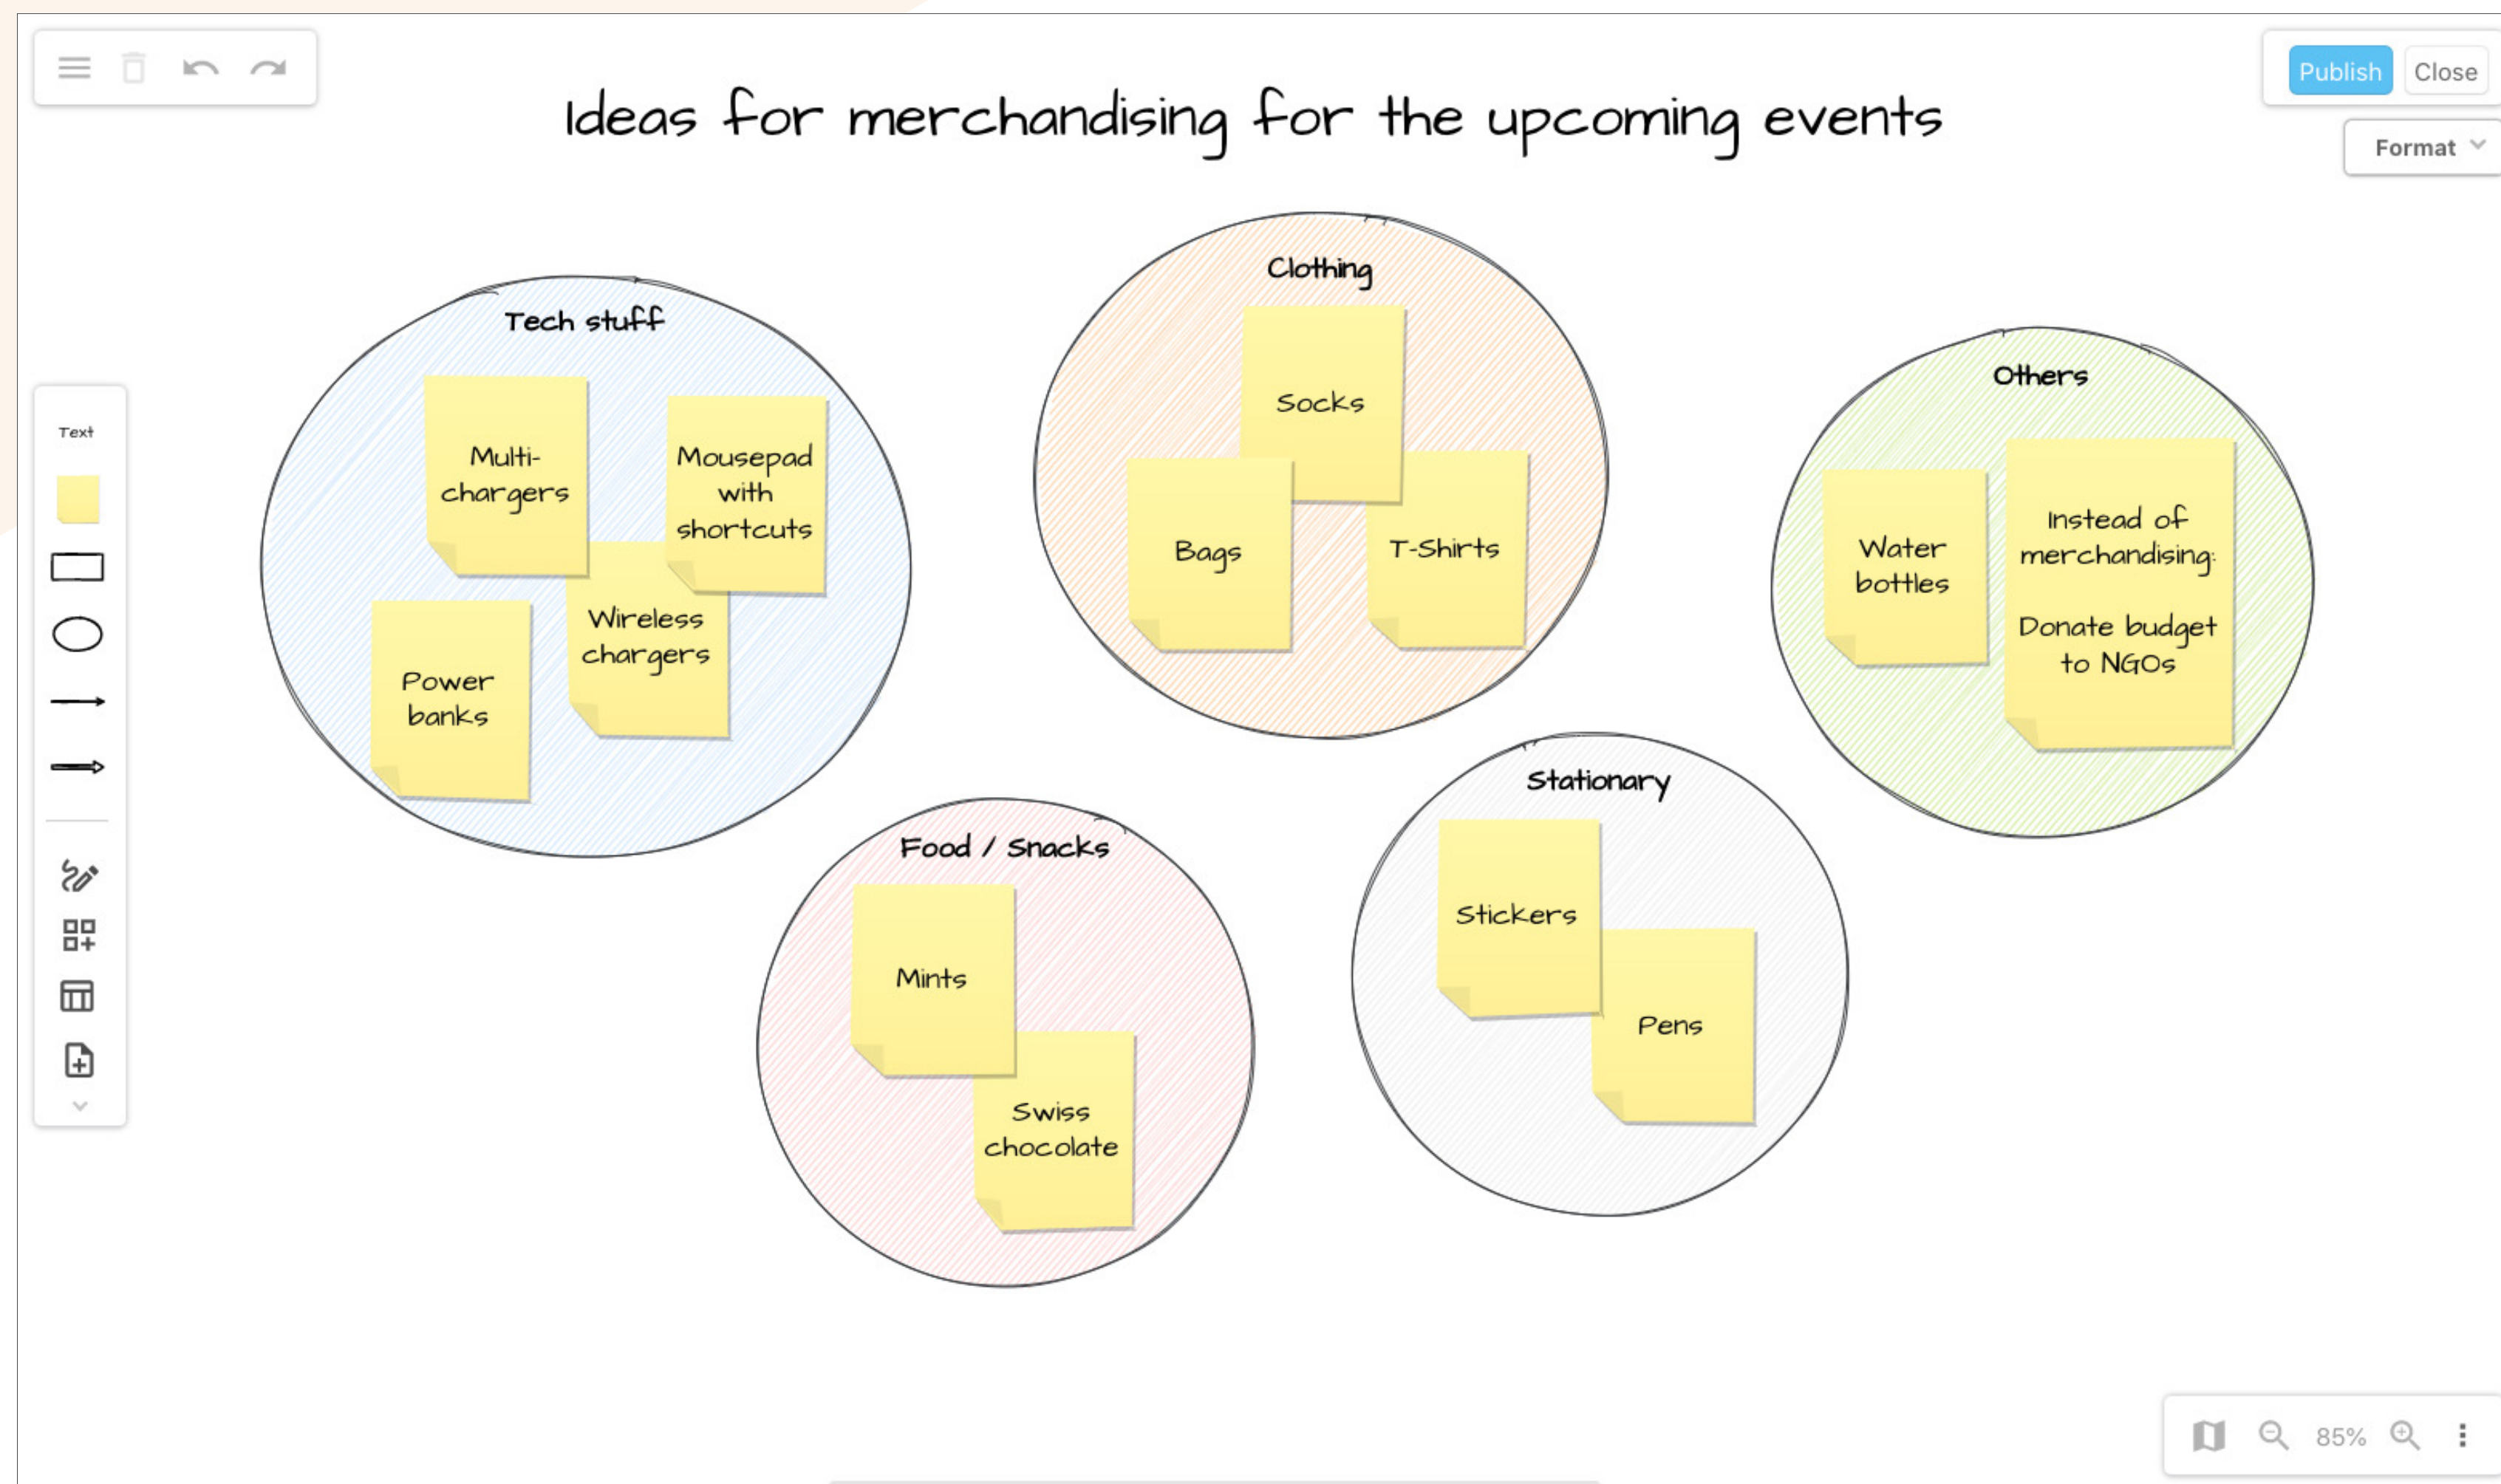 Publish
Close
Ideas for merchandising for the upcoming events
Format
Clothing
Tech stuff
Others
Socks
Text
Multi-
chargers
Mousepad
with
shortcuts
Bags
T-Shirts
Water
bottles
Instead of
merchandising:
Donate budget
to NGOs
Wireless
chargers
Power
banks
Stationary
Food / Snacks
Stickers
Mints
Pens
Swiss
chocolate
85%